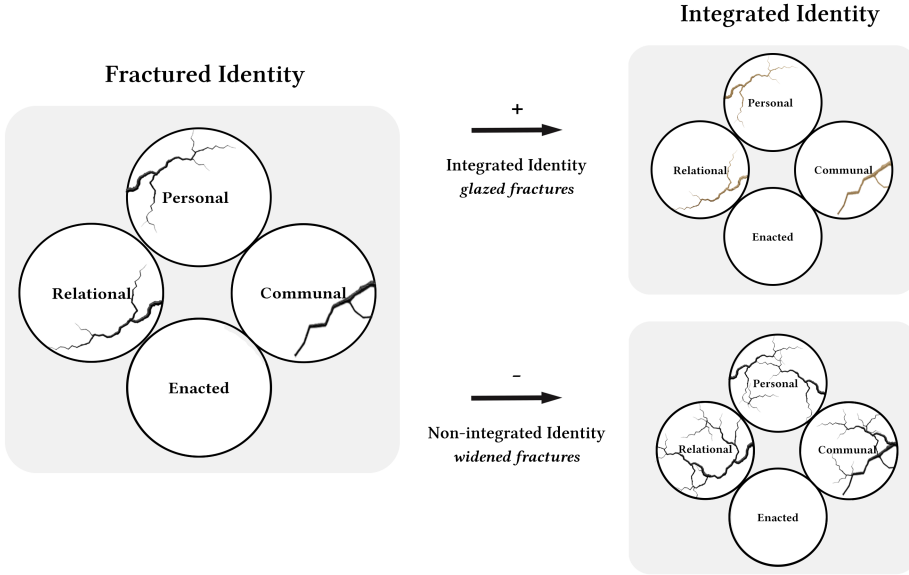 Fractured Identity
Personal
Relational
Communal
Enacted
+
Integrated Identity
glazed fractures
–
Non-integrated Identity
widened fractures
Integrated Identity
Personal
Relational
Communal
Enacted
Personal
Relational
Communal
Enacted